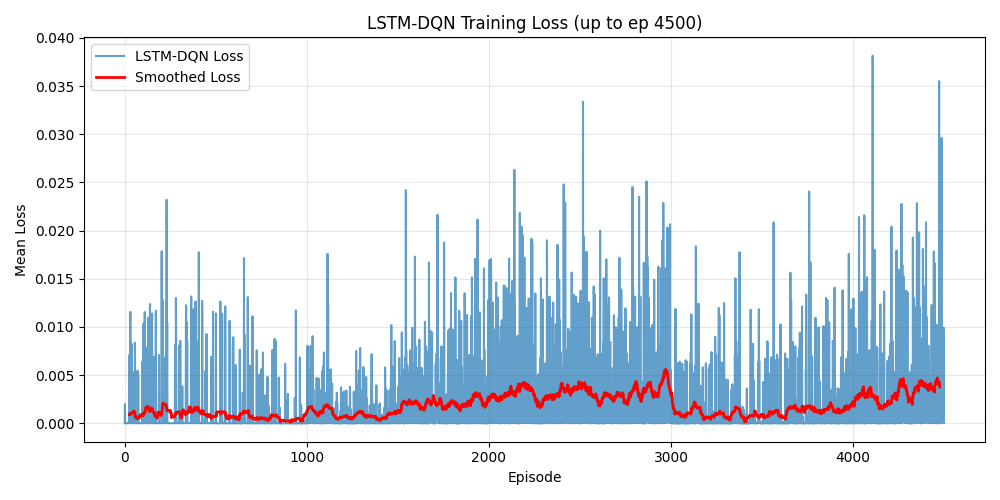 LSTM-DQN Training Loss (up to ep 4500)
LSTM-DQN Loss
Smoothed Loss
Mean Loss
0.040
0.035
0.030
0.025
0.020
0.015
0.010
0.005
0.000
0 1000 2000 3000 4000
Episode